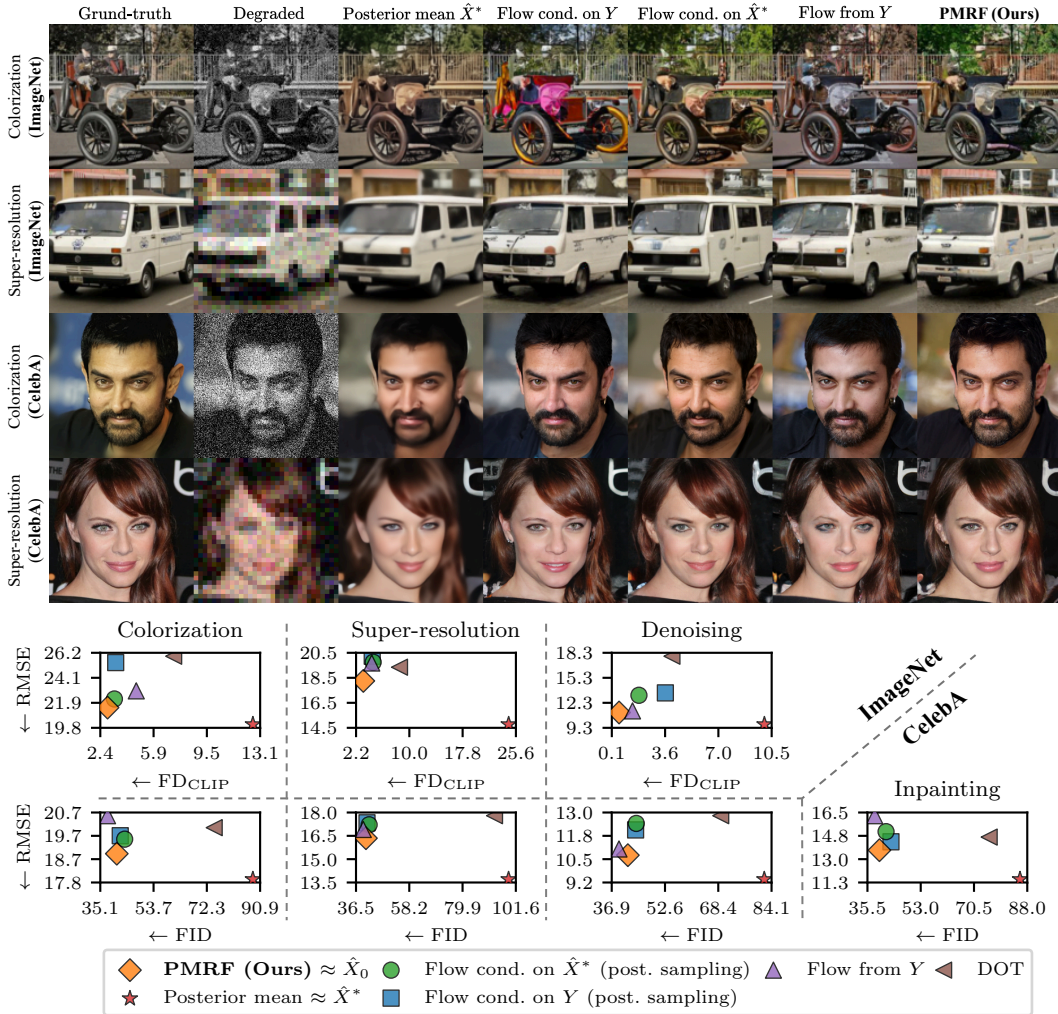 Grund-truth Degraded Posterior mean X̂* Flow cond. on Y Flow cond. on X̂* Flow from Y PMRF (Ours)
Colorization
(ImageNet)
Super-resolution
(ImageNet)
Colorization
(CelebA)
Super-resolution
(CelebA)
Colorization Super-resolution Denoising
← RMSE
26.2 20.5 18.3
24.1 18.5 15.3
21.9 16.5 12.3
19.8 14.5 9.3
2.4 5.9 9.5 13.1 2.2 10.0 17.8 25.6 0.1 3.6 7.0 10.5
← FD_CLIP ← FD_CLIP ← FD_CLIP
ImageNet
CelebA
Inpainting
← RMSE
20.7 18.0 13.0 16.5
19.7 16.5 11.8 14.8
18.7 15.0 10.5 13.0
17.8 13.5 9.2 11.3
35.1 53.7 72.3 90.9 36.5 58.2 79.9 101.6 36.9 52.6 68.4 84.1 35.5 53.0 70.5 88.0
← FID ← FID ← FID ← FID
PMRF (Ours) ≈ X̂₀ Flow cond. on X̂* (post. sampling) Flow from Y DOT
Posterior mean ≈ X̂* Flow cond. on Y (post. sampling)